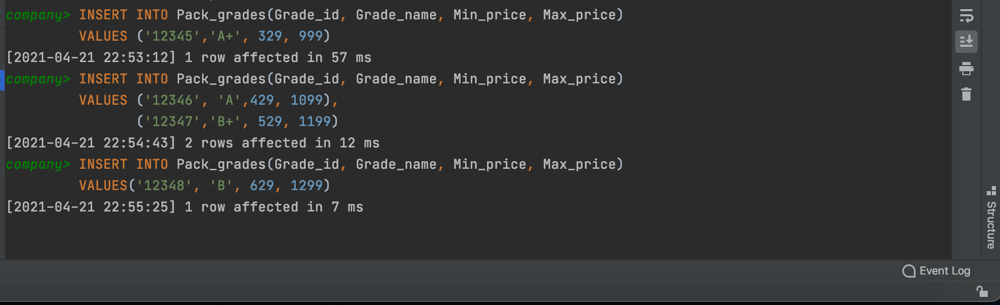 company> INSERT INTO Pack_grades(Grade_id, Grade_name, Min_price, Max_price)
VALUES ('12345','A+', 329, 999)
[2021-04-21 22:53:12] 1 row affected in 57 ms
company> INSERT INTO Pack_grades(Grade_id, Grade_name, Min_price, Max_price)
VALUES ('12346', 'A',429, 1099),
('12347','B+', 529, 1199)
[2021-04-21 22:54:43] 2 rows affected in 12 ms
company> INSERT INTO Pack_grades(Grade_id, Grade_name, Min_price, Max_price)
VALUES('12348', 'B', 629, 1299)
[2021-04-21 22:55:25] 1 row affected in 7 ms
Structure
Event Log